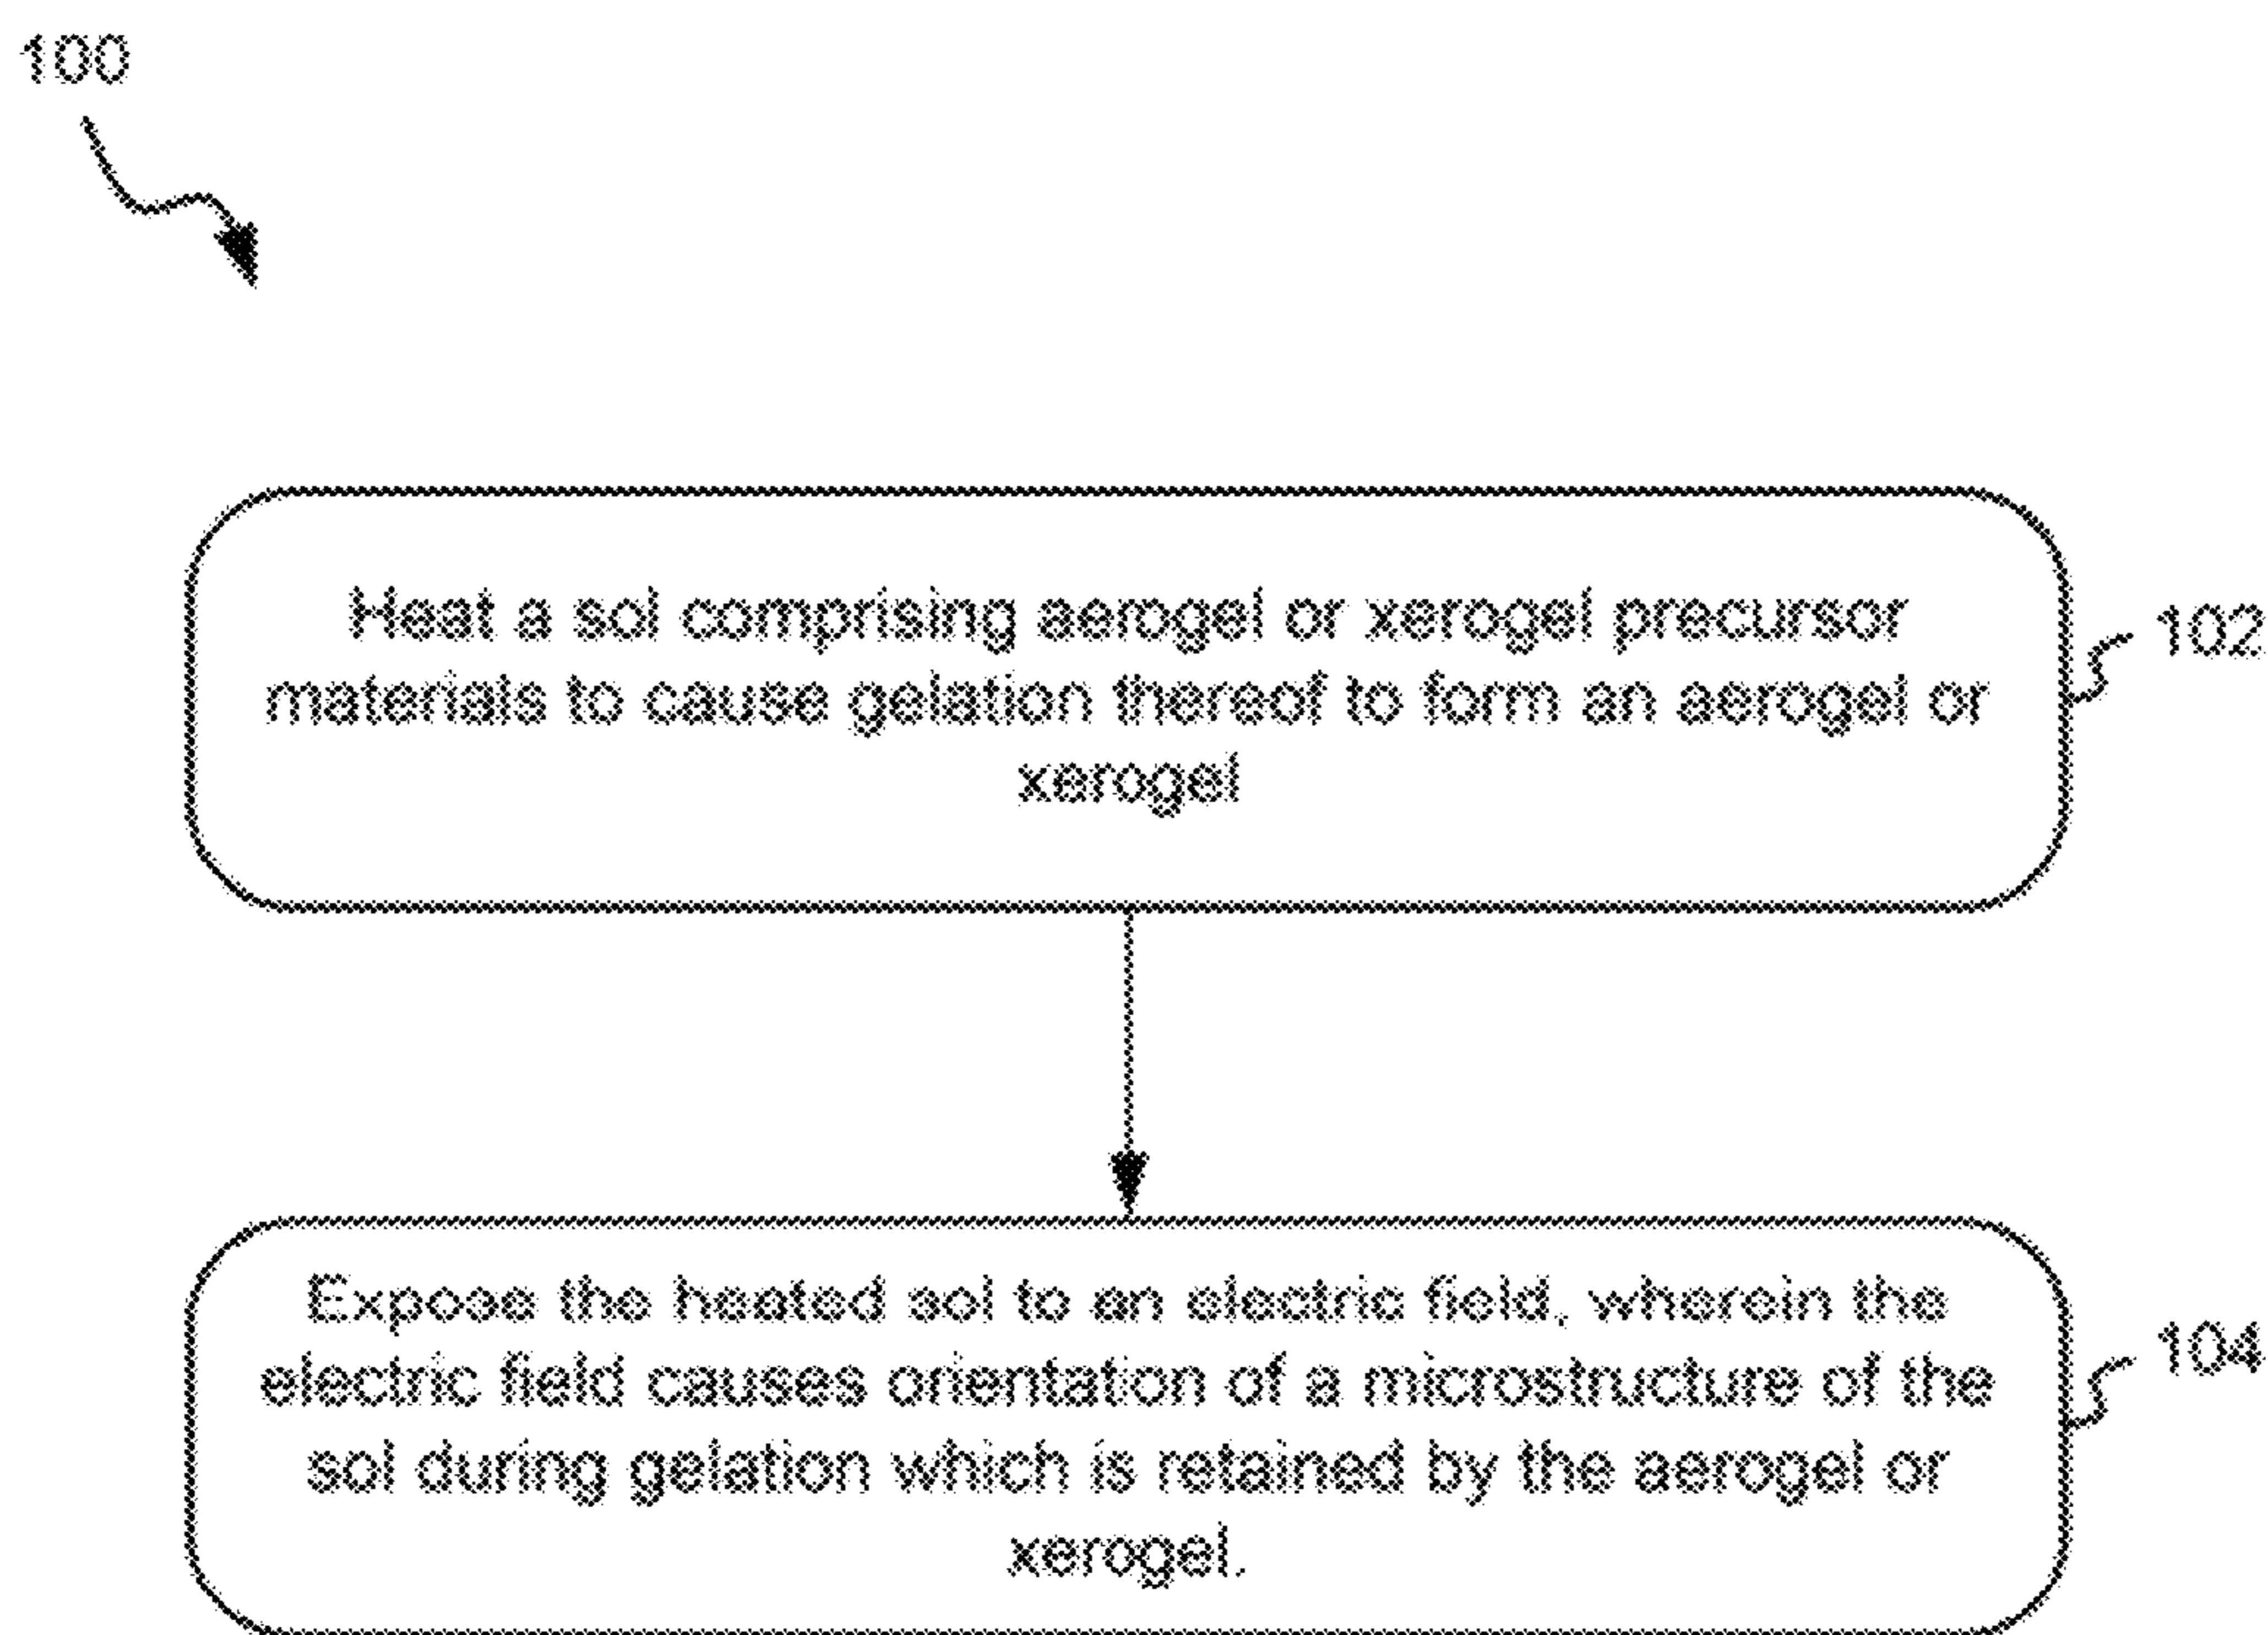 100
Heat a sol comprising aerogel or xerogel precursor
materials to cause gelation thereof to form an aerogel or
xerogel
102
Expose the heated sol to an electric field, wherein the
electric field causes orientation of a microstructure of the
sol during gelation which is retained by the aerogel or
xerogel.
104